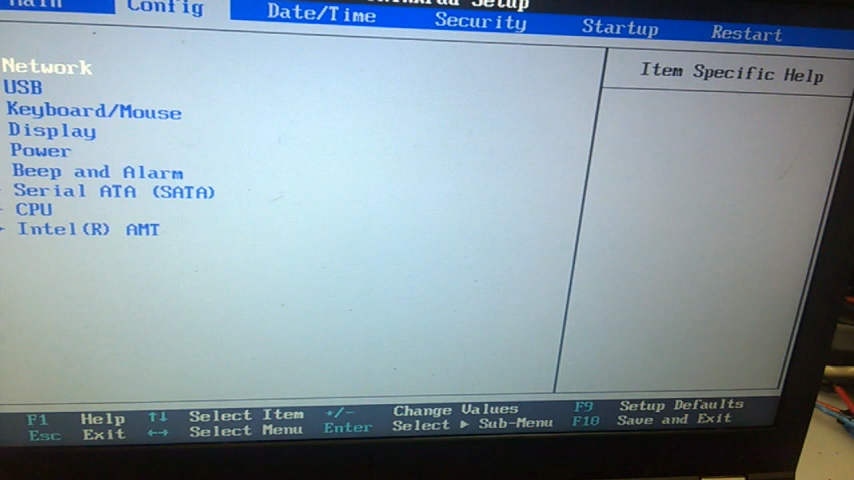 Setup
Main Config Date/Time Security Startup Restart
Network
USB
Keyboard/Mouse
Display
Power
Beep and Alarm
Serial ATA (SATA)
CPU
Intel(R) AMT
Item Specific Help
F1 Help ↑↓ Select Item +/- Change Values F9 Setup Defaults
Esc Exit ←→ Select Menu Enter Select ▶ Sub-Menu F10 Save and Exit